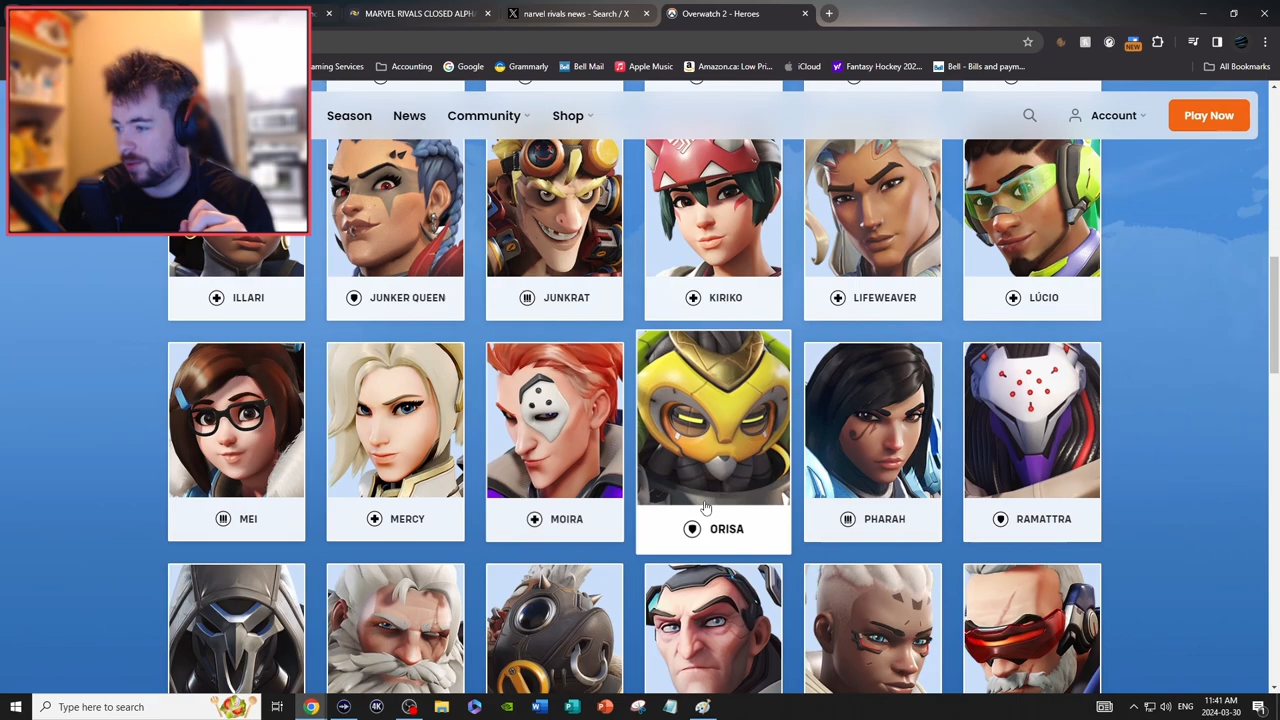 MARVEL RIVALS CLOSED ALPH
narvel rivals news - Search / X
Overwatch 2 - Heroes
NEW
aming Services
Accounting
Google
Grammarly
Bell Mail
Apple Music
Amazon.ca: Low Pri...
iCloud
Fantasy Hockey 202...
Bell - Bills and paym...
All Bookmarks
Season
News
Community
Shop
Account
Play Now
ILLARI
JUNKER QUEEN
JUNKRAT
KIRIKO
LIFEWEAVER
LÚCIO
MEI
MERCY
MOIRA
ORISA
PHARAH
RAMATTRA
Type here to search
4K
ENG
11:41 AM
2024-03-30